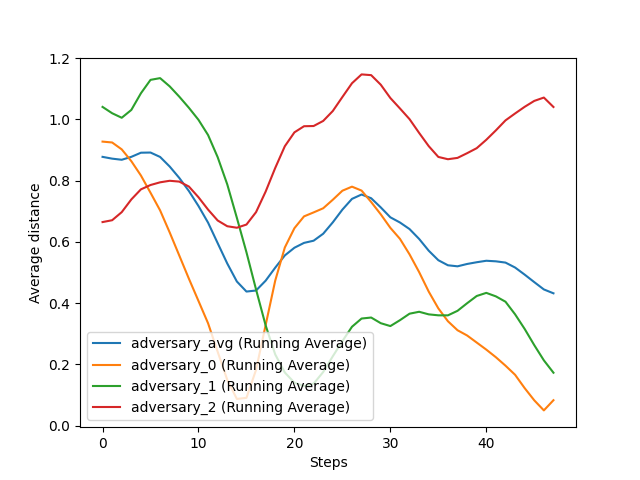 1.2
1.0
0.8
0.6
0.4
0.2
0.0
Average distance
adversary_avg (Running Average)
adversary_0 (Running Average)
adversary_1 (Running Average)
adversary_2 (Running Average)
0 10 20 30 40
Steps